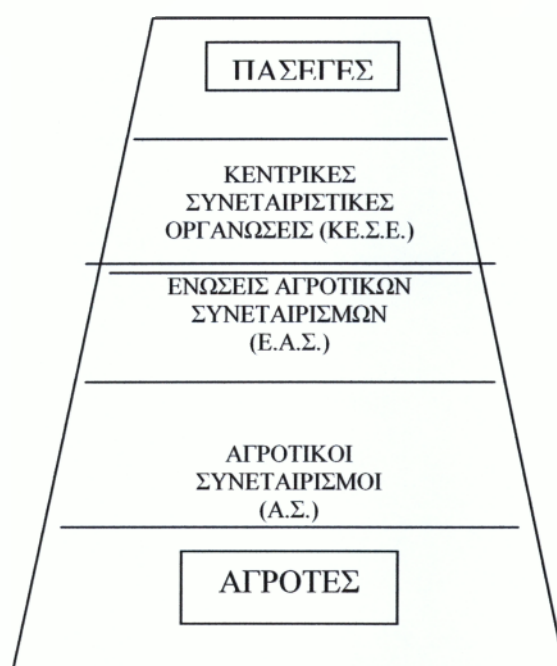 ΠΑΣΕΓΕΣ
ΚΕΝΤΡΙΚΕΣ
ΣΥΝΕΤΑΙΡΙΣΤΙΚΕΣ
ΟΡΓΑΝΩΣΕΙΣ (ΚΕ.Σ.Ε.)
ΕΝΩΣΕΙΣ ΑΓΡΟΤΙΚΩΝ
ΣΥΝΕΤΑΙΡΙΣΜΩΝ
(Ε.Α.Σ.)
ΑΓΡΟΤΙΚΟΙ
ΣΥΝΕΤΑΙΡΙΣΜΟΙ
(Α.Σ.)
ΑΓΡΟΤΕΣ